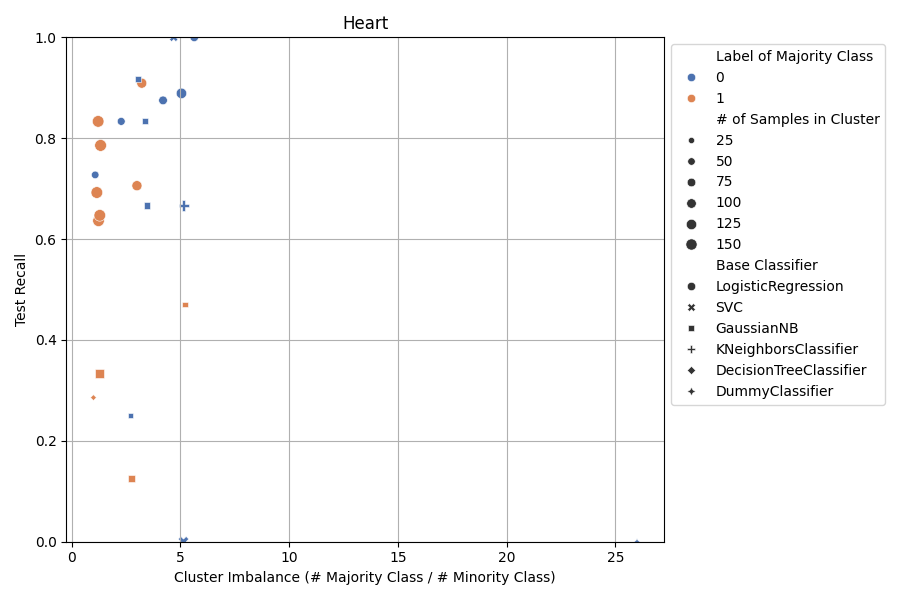 Heart
Test Recall
1.0
0.8
0.6
0.4
0.2
0.0
0
5
10
15
20
25
Cluster Imbalance (# Majority Class / # Minority Class)
Label of Majority Class
0
1
# of Samples in Cluster
25
50
75
100
125
150
Base Classifier
LogisticRegression
SVC
GaussianNB
KNeighborsClassifier
DecisionTreeClassifier
DummyClassifier